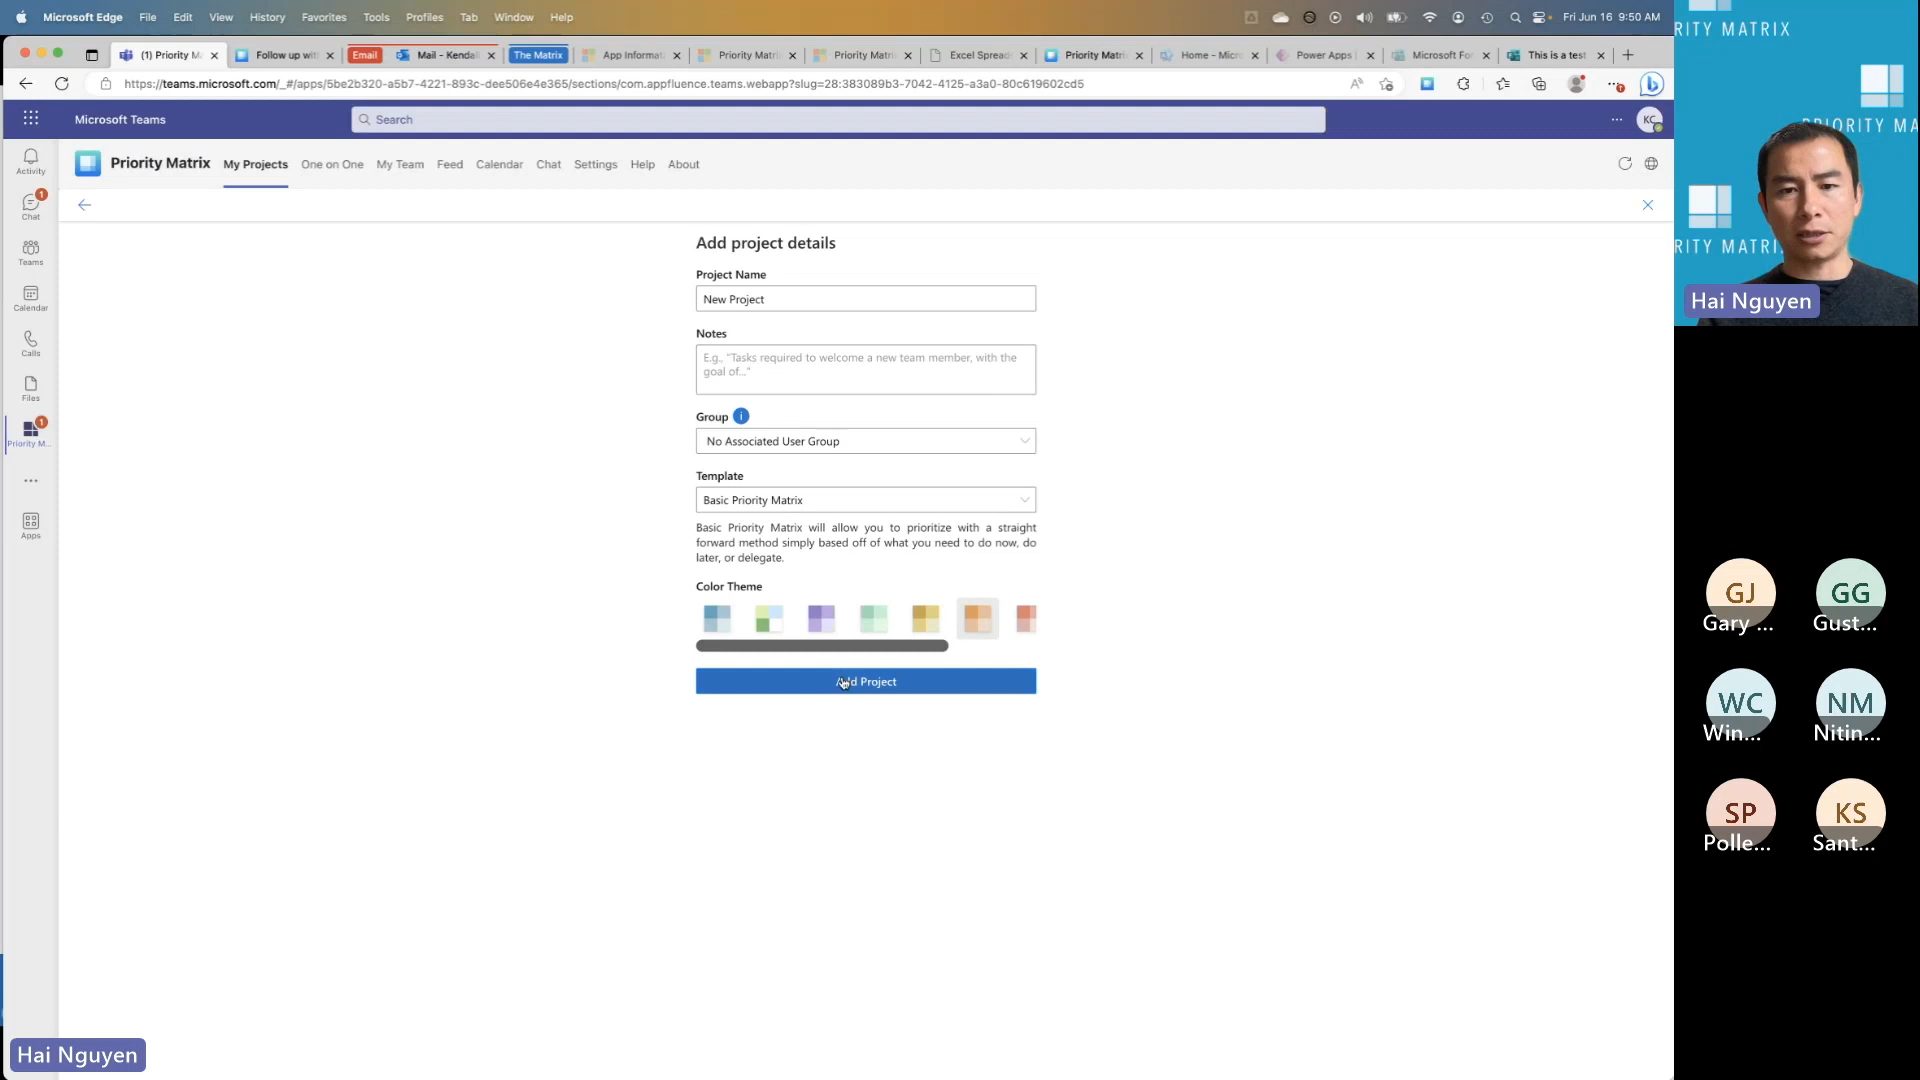 Microsoft Edge File Edit View History Favorites Tools Profiles Tab Window Help Fri Jun 16 9:50 AM
(1) Priority Ma Follow up wit Email Mail - Kendal The Matrix App Informat Priority Matri Priority Matri Excel Spreads Priority Matri Home - Micro Power Apps Microsoft For This is a test
https://teams.microsoft.com/_#/apps/5be2b320-a5b7-4221-893c-dee506e4e365/sections/com.appfluence.teams.webapp?slug=28:383089b3-7042-4125-a3a0-80c619602cd5
Microsoft Teams Search KC
Priority Matrix My Projects One on One My Team Feed Calendar Chat Settings Help About
Activity
1
Chat
Teams
Calendar
Calls
Files
1
Priority M...
Apps
Add project details
Project Name
New Project
Notes
E.g., "Tasks required to welcome a new team member, with the
goal of..."
Group i
No Associated User Group
Template
Basic Priority Matrix
Basic Priority Matrix will allow you to prioritize with a straight
forward method simply based off of what you need to do now, do
later, or delegate.
Color Theme
Add Project
RITY MATRIX
PRIORITY MA
RITY MATRI
Hai Nguyen
GJ GG
Gary ... Gust...
WC NM
Win... Nitin...
SP KS
Polle... Sant...
Hai Nguyen